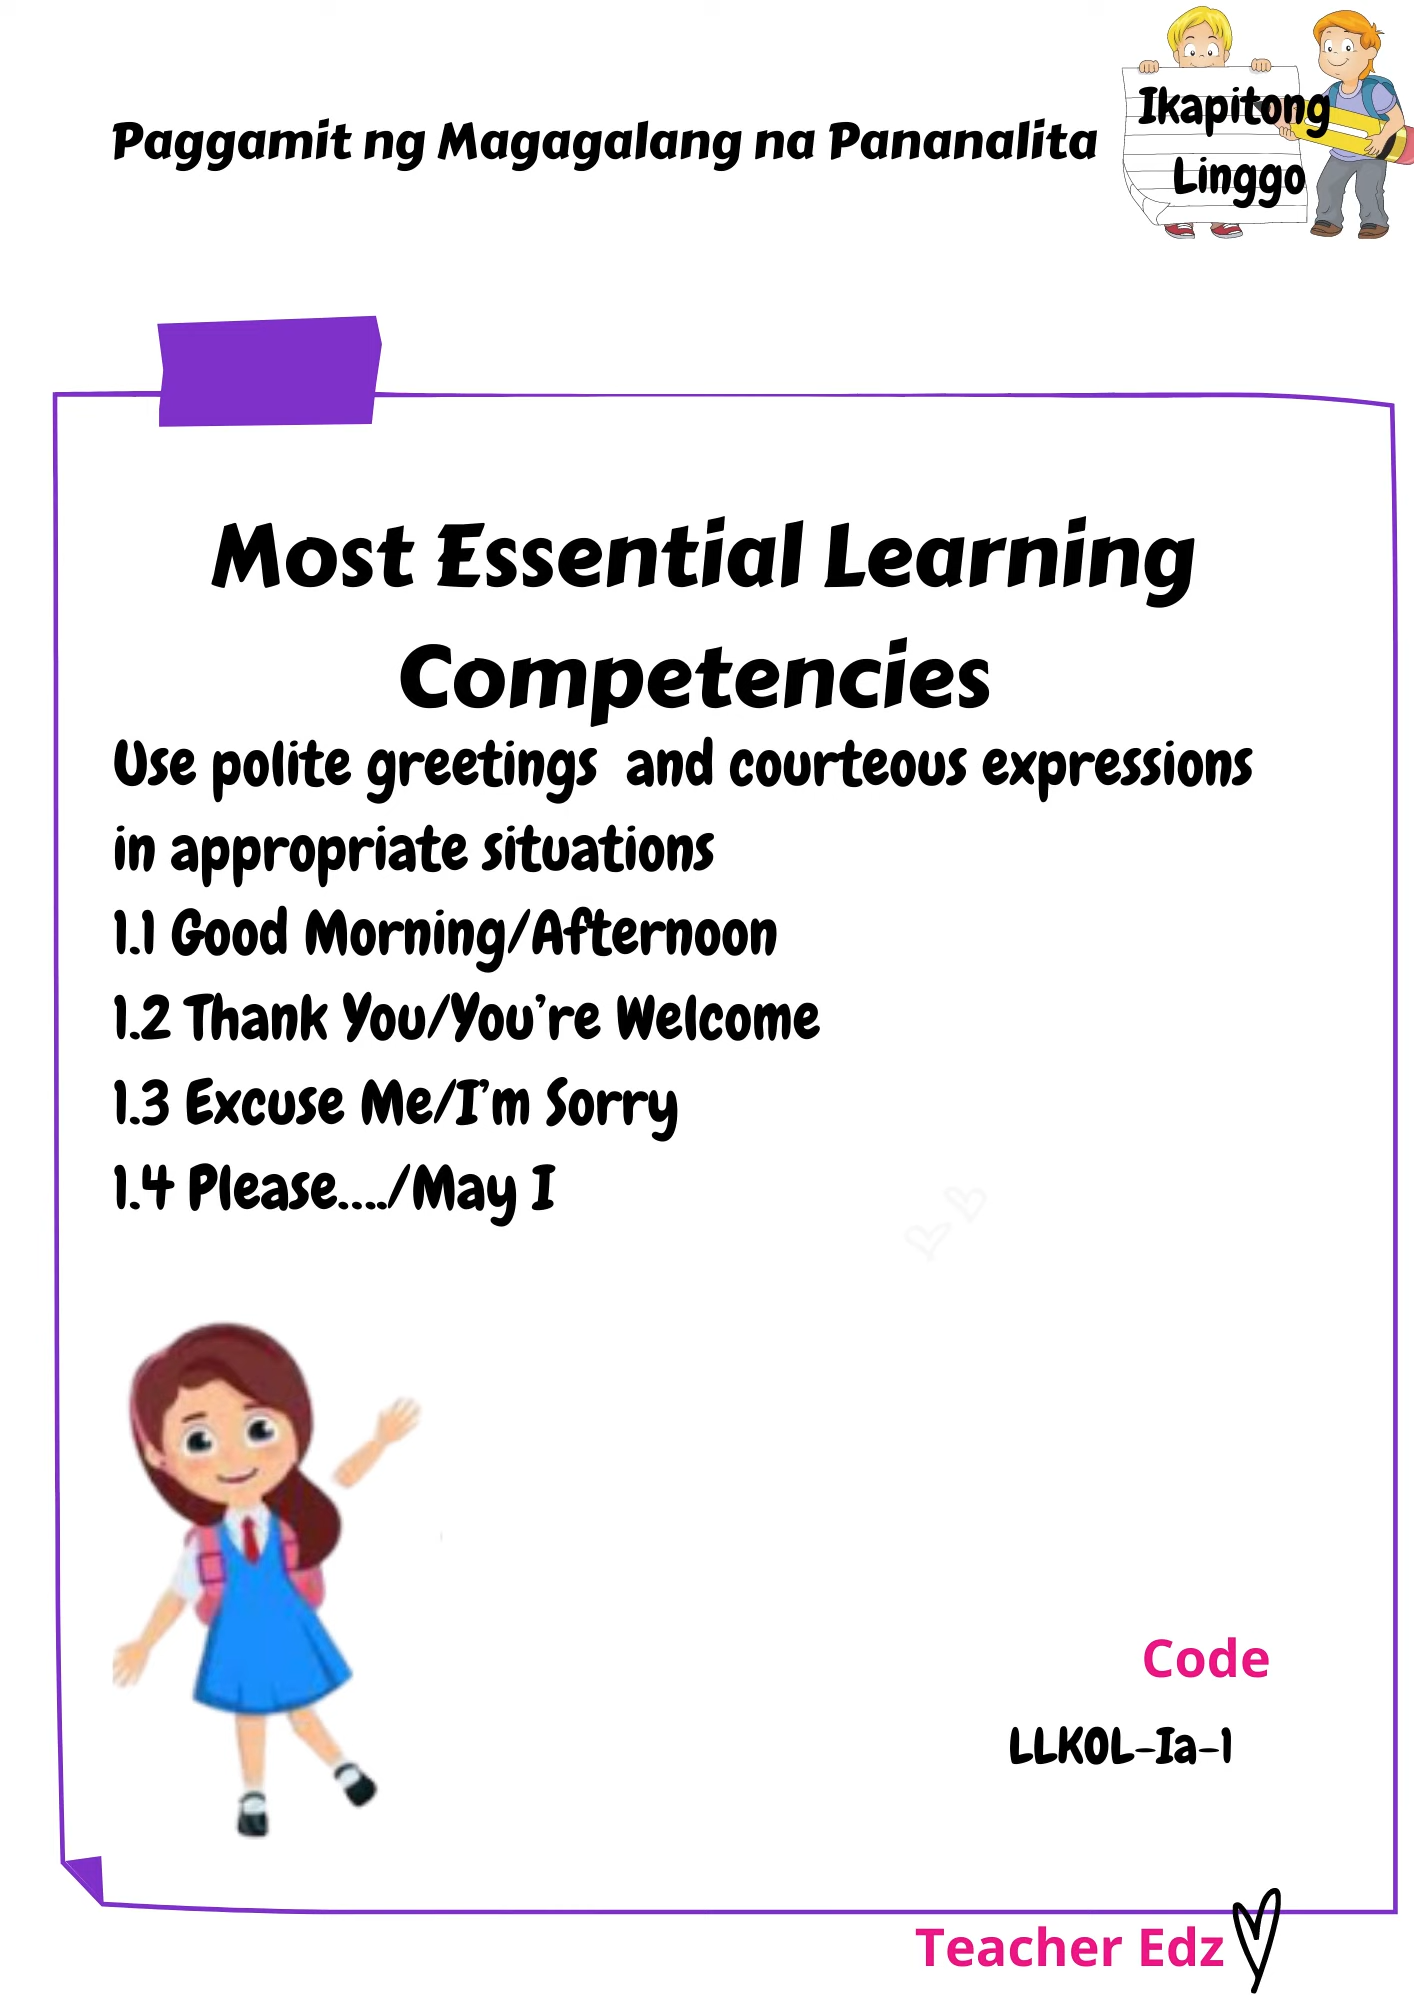 Paggamit ng Magagalang na Pananalita
Ikapitong
Linggo
Most Essential Learning
Competencies
Use polite greetings  and courteous expressions
in appropriate situations
1.1 Good Morning/Afternoon
1.2 Thank You/You’re Welcome
1.3 Excuse Me/I’m Sorry
1.4 Please..../May I
Code
LLKOL-Ia-1
Teacher Edz